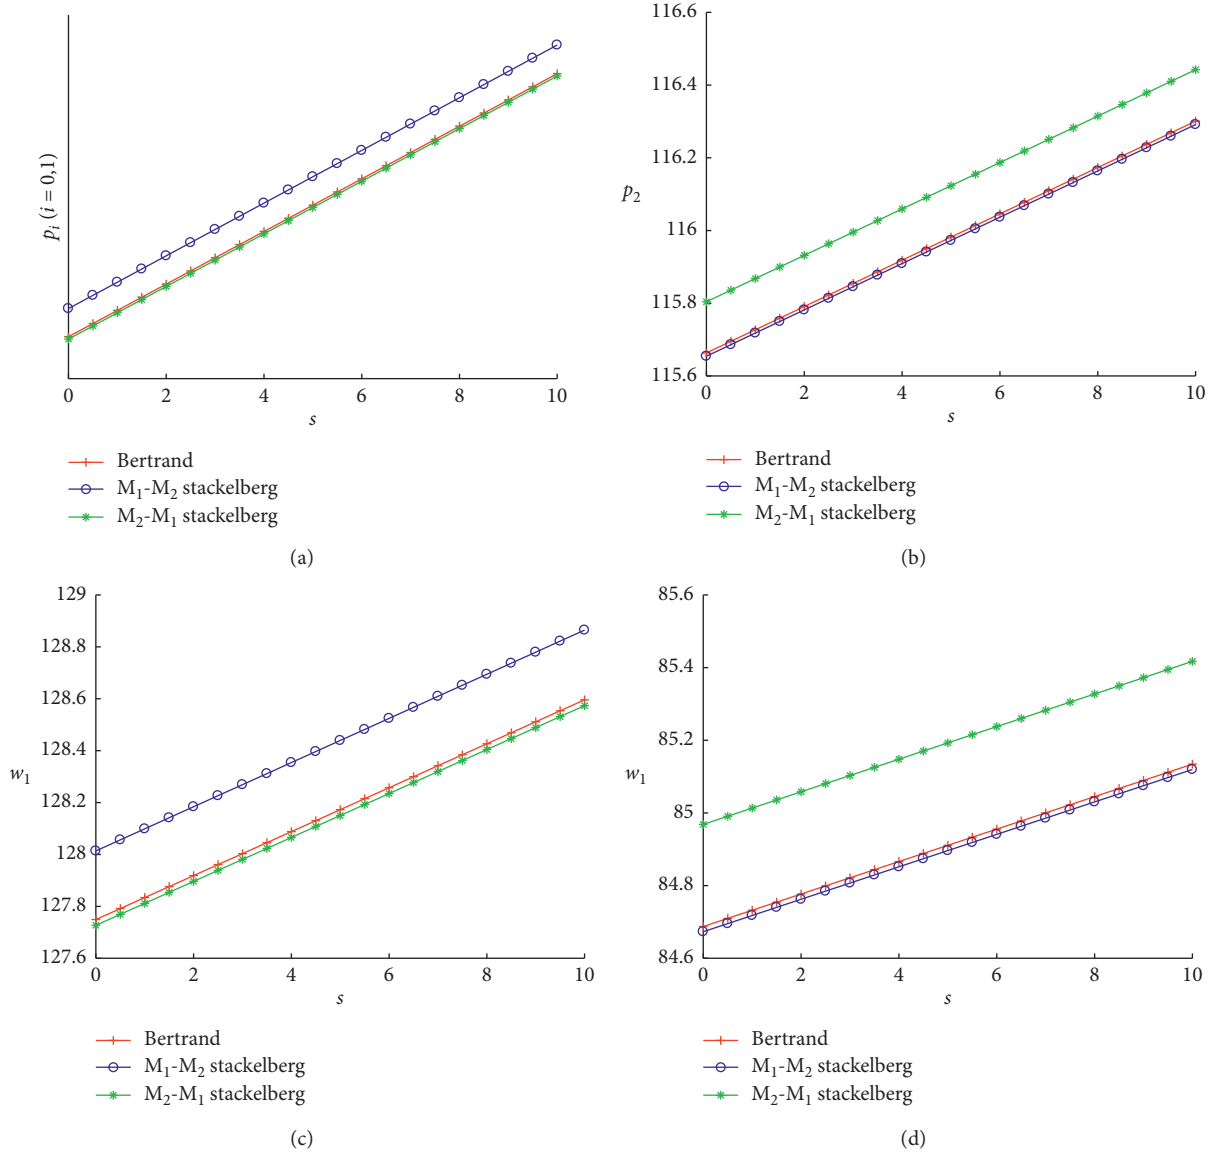 p_i (i = 0,1)
0 2 4 6 8 10
s
Bertrand
M₁-M₂ stackelberg
M₂-M₁ stackelberg
(a)
116.6
116.4
116.2
p₂
116
115.8
115.6
0 2 4 6 8 10
s
Bertrand
M₁-M₂ stackelberg
M₂-M₁ stackelberg
(b)
129
128.8
128.6
128.4
w₁
128.2
128
127.8
127.6
0 2 4 6 8 10
s
Bertrand
M₁-M₂ stackelberg
M₂-M₁ stackelberg
(c)
85.6
85.4
85.2
w₁
85
84.8
84.6
0 2 4 6 8 10
s
Bertrand
M₁-M₂ stackelberg
M₂-M₁ stackelberg
(d)